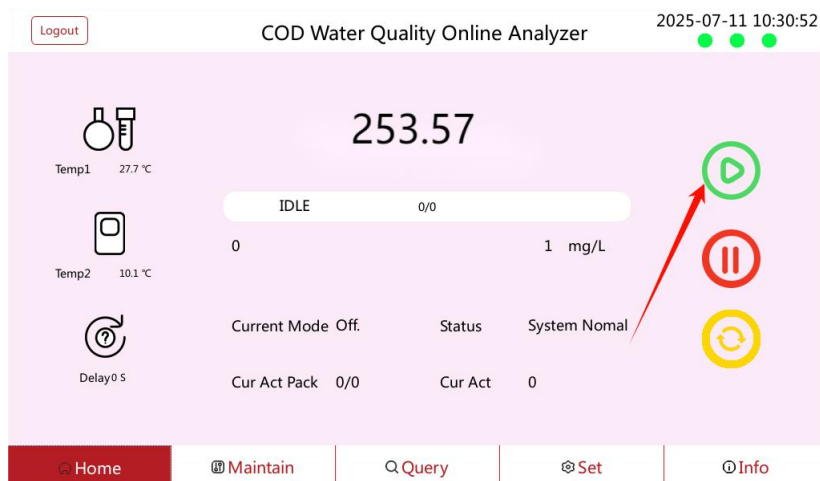 Logout
COD Water Quality Online Analyzer
2025-07-11 10:30:52
253.57
Temp1 27.7 ℃
IDLE 0/0
0 1 mg/L
Temp2 10.1 ℃
Current Mode Off. Status System Nomal
Delay0 S
Cur Act Pack 0/0 Cur Act 0
Home Maintain Query Set Info